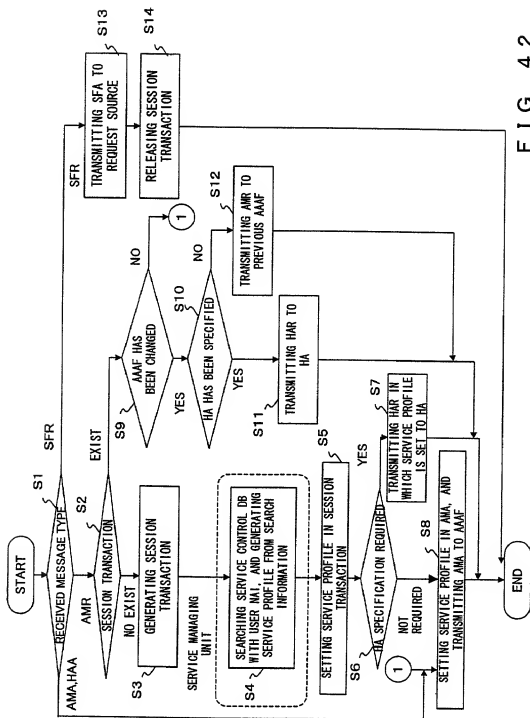 START
S1
RECEIVED MESSAGE TYPE
SFR
AMA,HAA
AMR
S2
SESSION TRANSACTION
EXIST
NO EXIST
S3
GENERATING SESSION
TRANSACTION
SERVICE MANAGING
UNIT
S4
SEARCHING SERVICE CONTROL DB
WITH USER NAI, AND GENERATING
SERVICE PROFILE FROM SEARCH
INFORMATION
S5
SETTING SERVICE PROFILE IN SESSION
TRANSACTION
S6
HA SPECIFICATION REQUIRED
YES
NOT
REQUIRED
S7
TRANSMITTING HAR IN
WHICH SERVICE PROFILE
IS SET TO HA
1
S8
SETTING SERVICE PROFILE IN AMA, AND
TRANSMITTING AMA TO AAAF
END
S9
AAAF HAS
BEEN CHANGED
NO
1
YES
S10
HA HAS BEEN SPECIFIED
NO
YES
S11
TRANSMITTING HAR TO
HA
S12
TRANSMITTING AMR TO
PREVIOUS AAAF
SFR
S13
TRANSMITTING SFA TO
REQUEST SOURCE
S14
RELEASING SESSION
TRANSACTION
FIG. 42